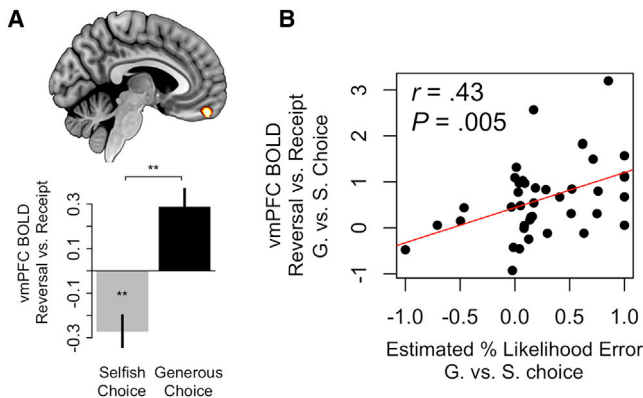 A
**
vmPFC BOLD
Reversal vs. Receipt
0.3
0.1
-0.1
-0.3
**
Selfish
Choice
Generous
Choice
B
r = .43
P = .005
vmPFC BOLD
Reversal vs. Receipt
G. vs. S. Choice
3
2
1
0
-1
-1.0
-0.5
0.0
0.5
1.0
Estimated % Likelihood Error
G. vs. S. choice